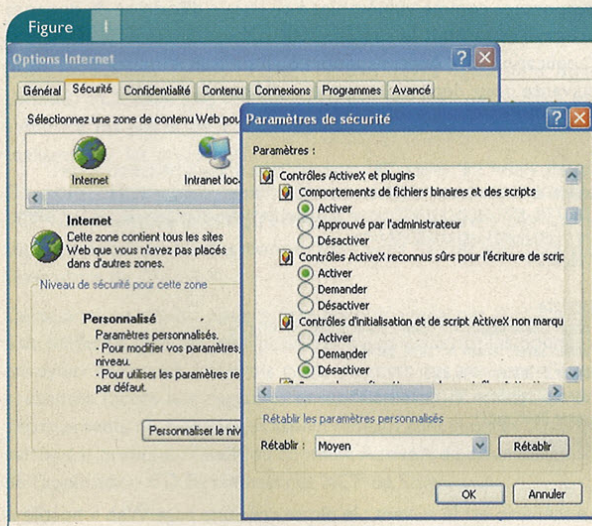 Figure 1
Options Internet
Général Sécurité Confidentialité Contenu Connexions Programmes Avancé
Sélectionnez une zone de contenu Web pou
Internet
Intranet loc
Internet
Cette zone contient tous les sites
Web que vous n'avez pas placés
dans d'autres zones.
Niveau de sécurité pour cette zone
Personnalisé
Paramètres personnalisés.
- Pour modifier vos paramètres,
niveau.
- Pour utiliser les paramètres re
par défaut.
Personnaliser le niv
Paramètres de sécurité
Paramètres :
Contrôles ActiveX et plugins
Comportements de fichiers binaires et des scripts
Activer
Approuvé par l'administrateur
Désactiver
Contrôles ActiveX reconnus sûrs pour l'écriture de scrip
Activer
Demander
Désactiver
Contrôles d'initialisation et de script ActiveX non marqu
Activer
Demander
Désactiver
Rétablir les paramètres personnalisés
Rétablir : Moyen Rétablir
OK Annuler